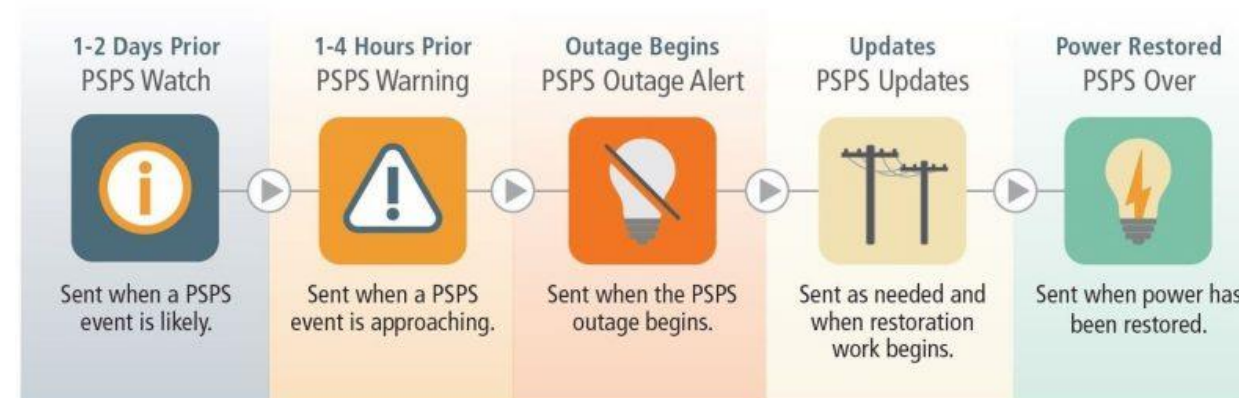 1-2 Days Prior
PSPS Watch
Sent when a PSPS
event is likely.
1-4 Hours Prior
PSPS Warning
Sent when a PSPS
event is approaching.
Outage Begins
PSPS Outage Alert
Sent when the PSPS
outage begins.
Updates
PSPS Updates
Sent as needed and
when restoration
work begins.
Power Restored
PSPS Over
Sent when power has
been restored.